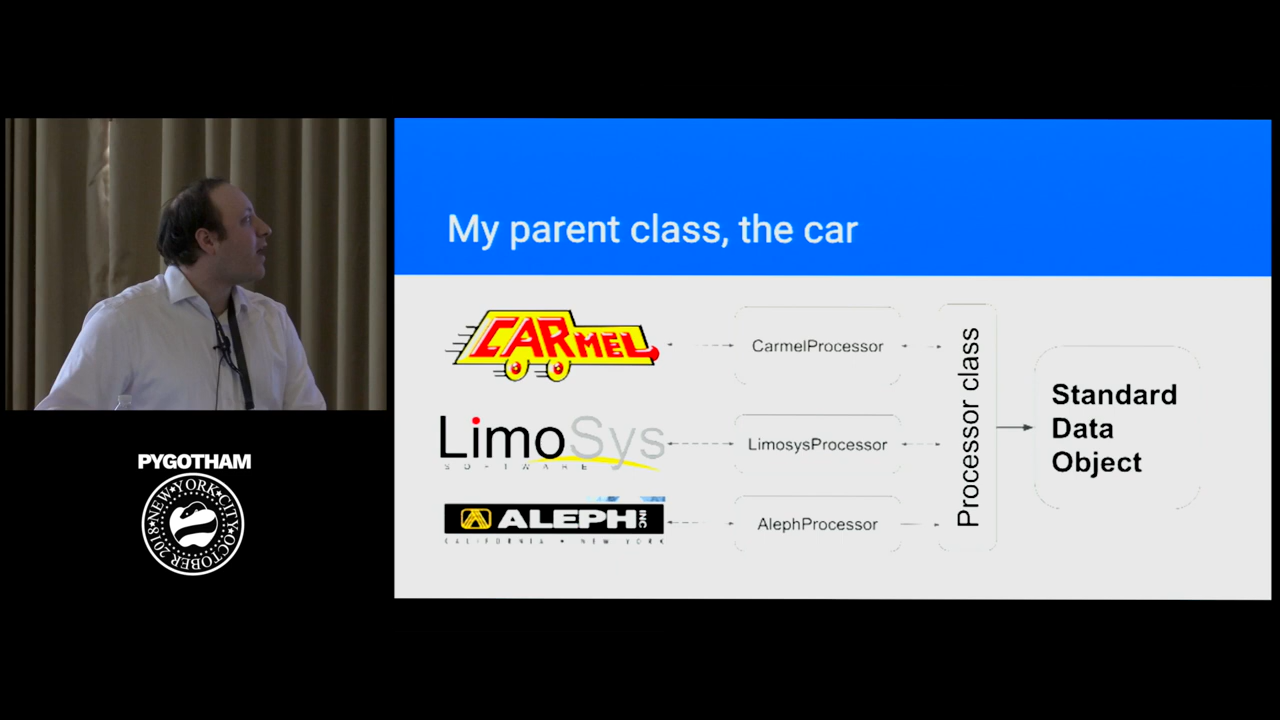 My parent class, the car
CARMEL
CarmelProcessor
LimoSys
SOFTWARE
LimosysProcessor
ALEPH INC
CALIFORNIA • NEW YORK
AlephProcessor
Processor class
Standard
Data
Object
PYGOTHAM
NEW·YORK·CITY·OCTOBER 2018